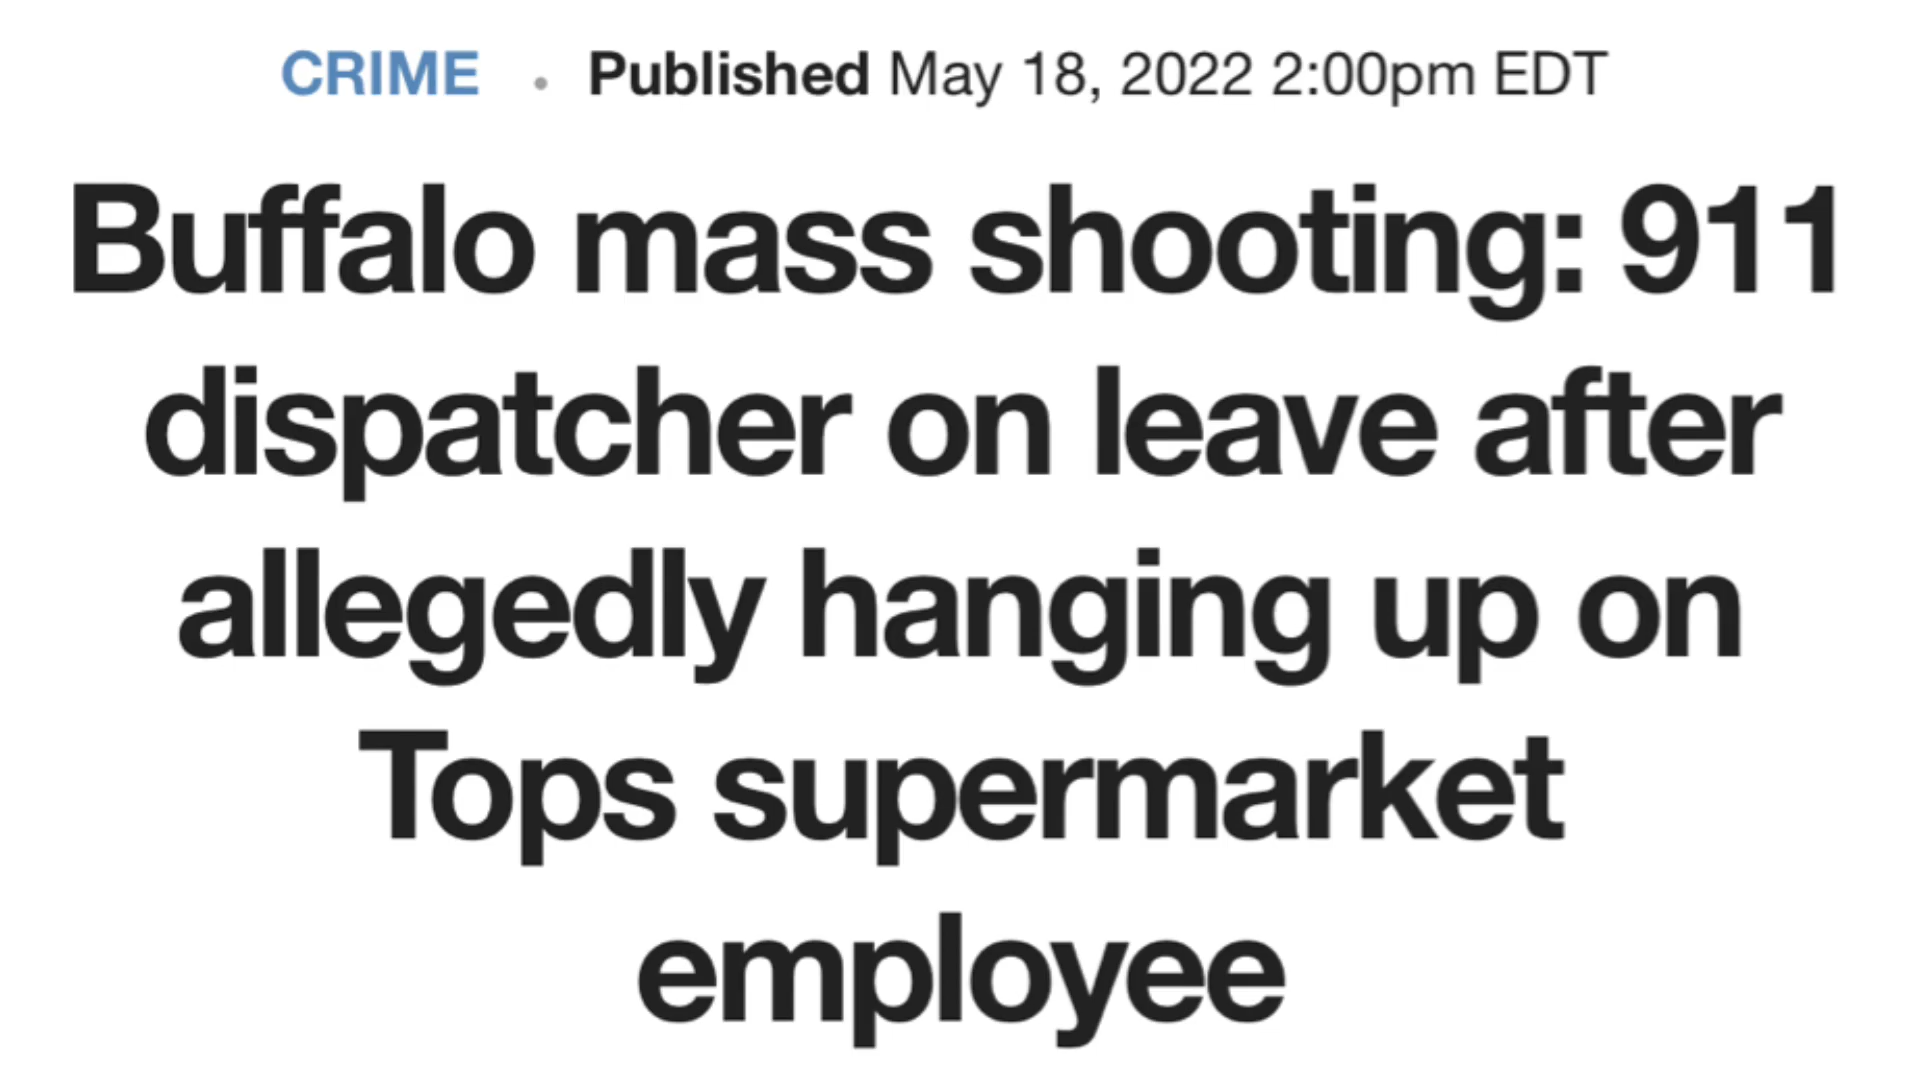 CRIME • Published May 18, 2022 2:00pm EDT
Buffalo mass shooting: 911
dispatcher on leave after
allegedly hanging up on
Tops supermarket
employee